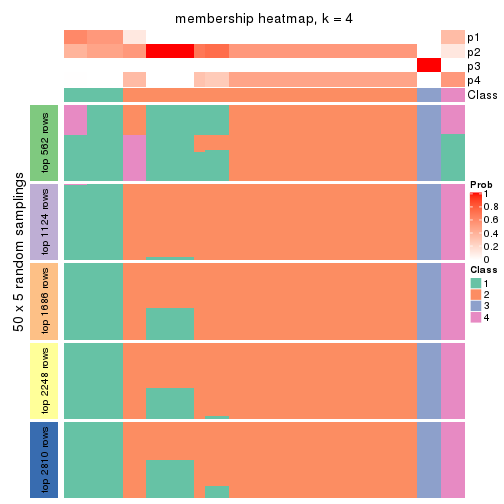 membership heatmap, k = 4
p1
p2
p3
p4
Class
50 x 5 random samplings
top 562 rows
top 1124 rows
top 1686 rows
top 2248 rows
top 2810 rows
Prob
1
0.8
0.6
0.4
0.2
0
Class
1
2
3
4